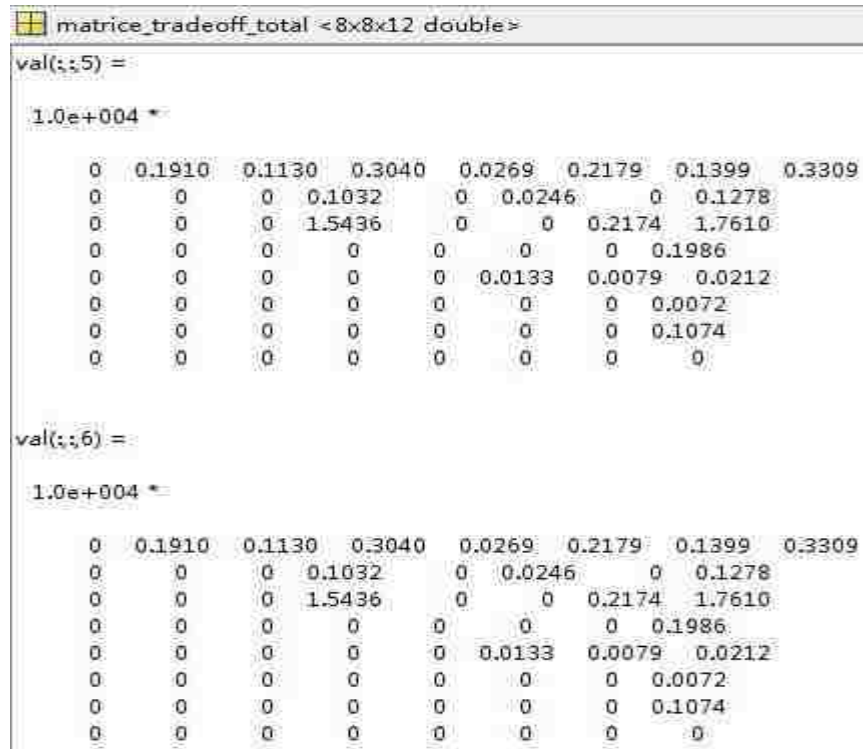 matrice_tradeoff_total <8x8x12 double>
val(:,:,5) =
1.0e+004 *
0 0.1910 0.1130 0.3040 0.0269 0.2179 0.1399 0.3309
0 0 0 0.1032 0 0.0246 0 0.1278
0 0 0 1.5436 0 0 0.2174 1.7610
0 0 0 0 0 0 0 0.1986
0 0 0 0 0 0.0133 0.0079 0.0212
0 0 0 0 0 0 0 0.0072
0 0 0 0 0 0 0 0.1074
0 0 0 0 0 0 0 0
val(:,:,6) =
1.0e+004 *
0 0.1910 0.1130 0.3040 0.0269 0.2179 0.1399 0.3309
0 0 0 0.1032 0 0.0246 0 0.1278
0 0 0 1.5436 0 0 0.2174 1.7610
0 0 0 0 0 0 0 0.1986
0 0 0 0 0 0.0133 0.0079 0.0212
0 0 0 0 0 0 0 0.0072
0 0 0 0 0 0 0 0.1074
0 0 0 0 0 0 0 0